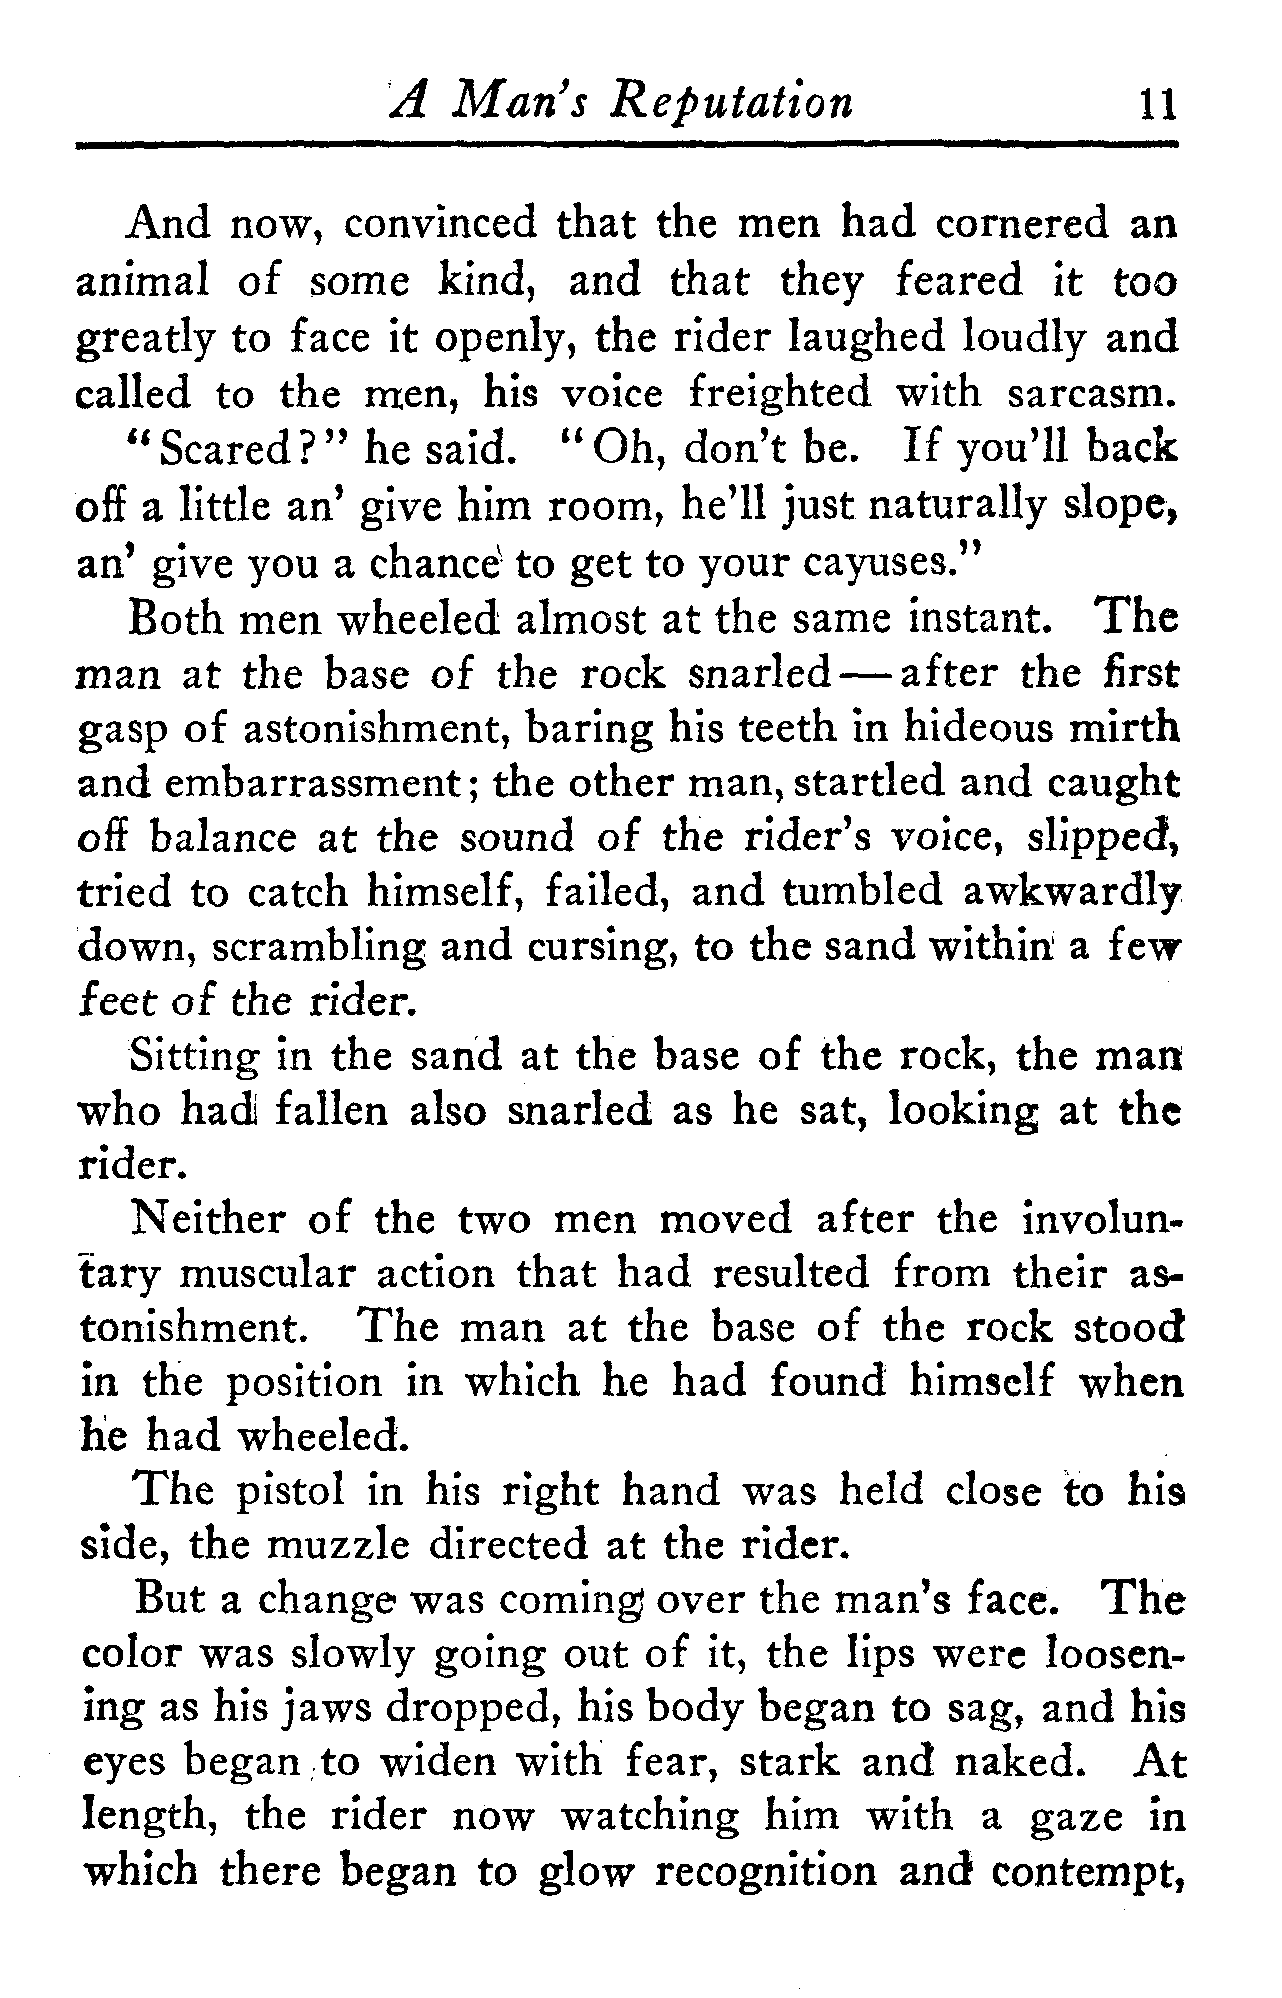 A Man's Reputation 11
And now, convinced that the men had cornered an
animal of some kind, and that they feared it too
greatly to face it openly, the rider laughed loudly and
called to the men, his voice freighted with sarcasm.
"Scared?" he said. "Oh, don't be. If you'll back
off a little an' give him room, he'll just naturally slope,
an' give you a chance to get to your cayuses."
Both men wheeled almost at the same instant. The
man at the base of the rock snarled—after the first
gasp of astonishment, baring his teeth in hideous mirth
and embarrassment; the other man, startled and caught
off balance at the sound of the rider's voice, slipped,
tried to catch himself, failed, and tumbled awkwardly
down, scrambling and cursing, to the sand within a few
feet of the rider.
Sitting in the sand at the base of the rock, the man
who had fallen also snarled as he sat, looking at the
rider.
Neither of the two men moved after the involun-
tary muscular action that had resulted from their as-
tonishment. The man at the base of the rock stood
in the position in which he had found himself when
he had wheeled.
The pistol in his right hand was held close to his
side, the muzzle directed at the rider.
But a change was coming over the man's face. The
color was slowly going out of it, the lips were loosen-
ing as his jaws dropped, his body began to sag, and his
eyes began to widen with fear, stark and naked. At
length, the rider now watching him with a gaze in
which there began to glow recognition and contempt,